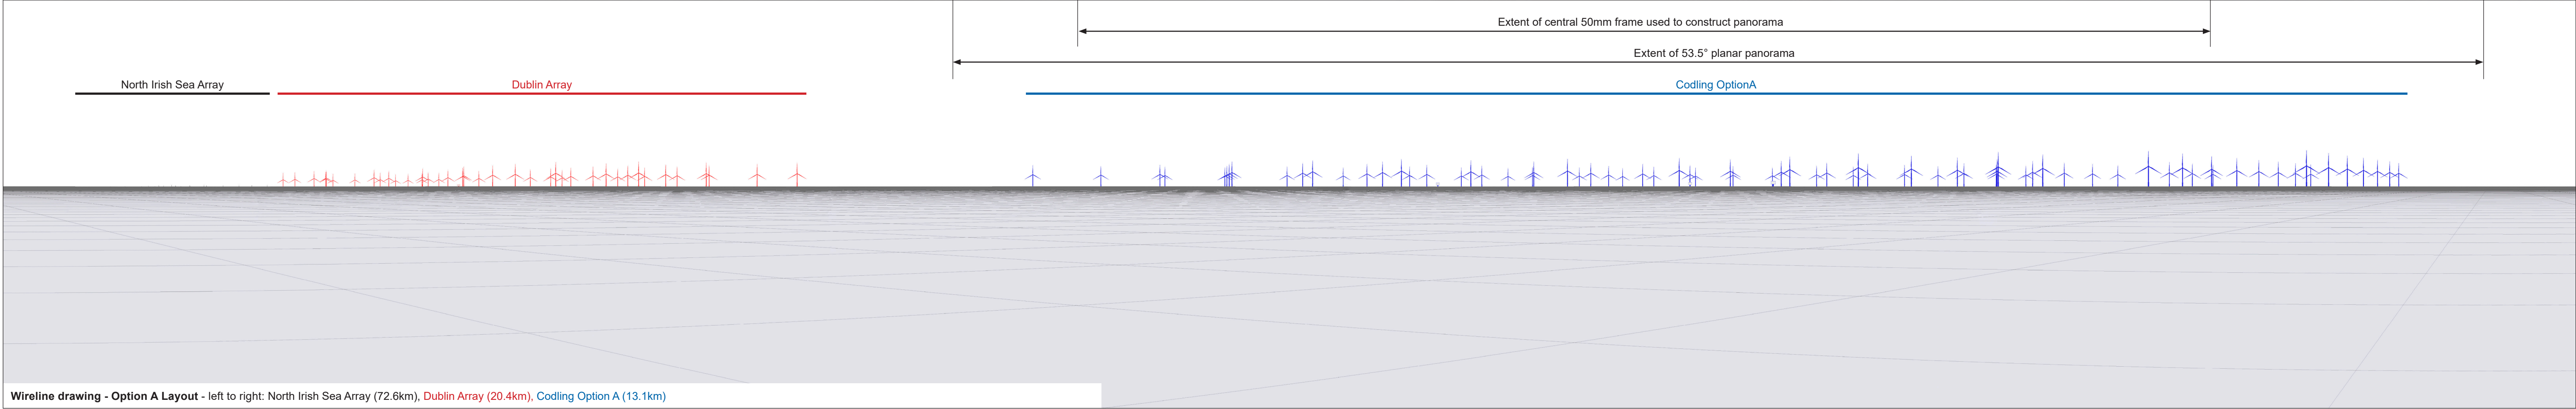 Extent of central 50mm frame used to construct panorama
Extent of 53.5° planar panorama
North Irish Sea Array
Dublin Array
Codling OptionA
Wireline drawing - Option A Layout - left to right: North Irish Sea Array (72.6km), Dublin Array (20.4km), Codling Option A (13.1km)